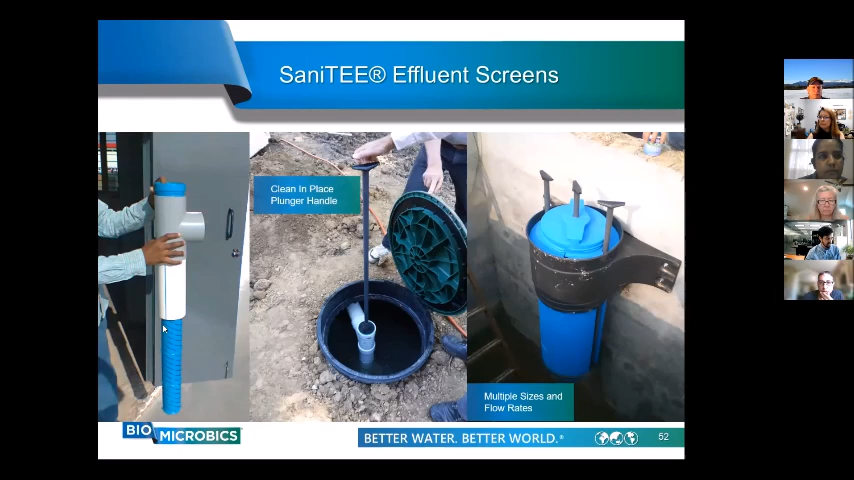 SaniTEE® Effluent Screens
Clean In Place
Plunger Handle
Multiple Sizes and
Flow Rates
BIO MICROBICS
BETTER WATER. BETTER WORLD.®
52